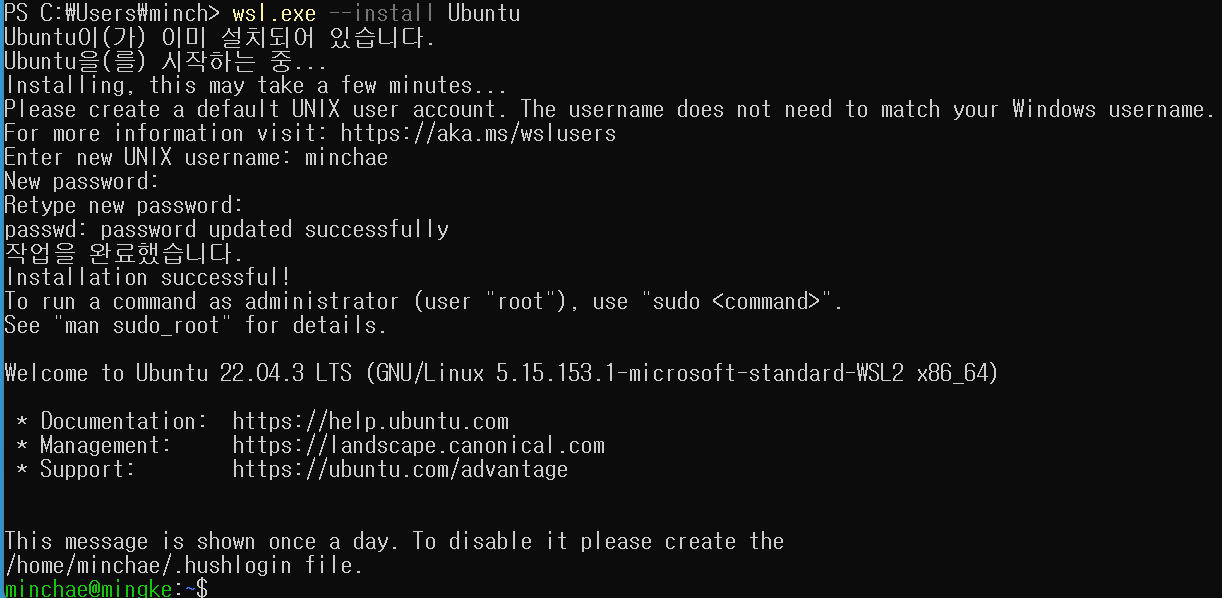 PS C:₩Users₩minch> wsl.exe --install Ubuntu
Ubuntu이(가) 이미 설치되어 있습니다.
Ubuntu을(를) 시작하는 중...
Installing, this may take a few minutes...
Please create a default UNIX user account. The username does not need to match your Windows username.
For more information visit: https://aka.ms/wslusers
Enter new UNIX username: minchae
New password:
Retype new password:
passwd: password updated successfully
작업을 완료했습니다.
Installation successful!
To run a command as administrator (user "root"), use "sudo <command>".
See "man sudo_root" for details.

Welcome to Ubuntu 22.04.3 LTS (GNU/Linux 5.15.153.1-microsoft-standard-WSL2 x86_64)

 * Documentation:  https://help.ubuntu.com
 * Management:     https://landscape.canonical.com
 * Support:        https://ubuntu.com/advantage


This message is shown once a day. To disable it please create the
/home/minchae/.hushlogin file.
minchae@mingke:~$